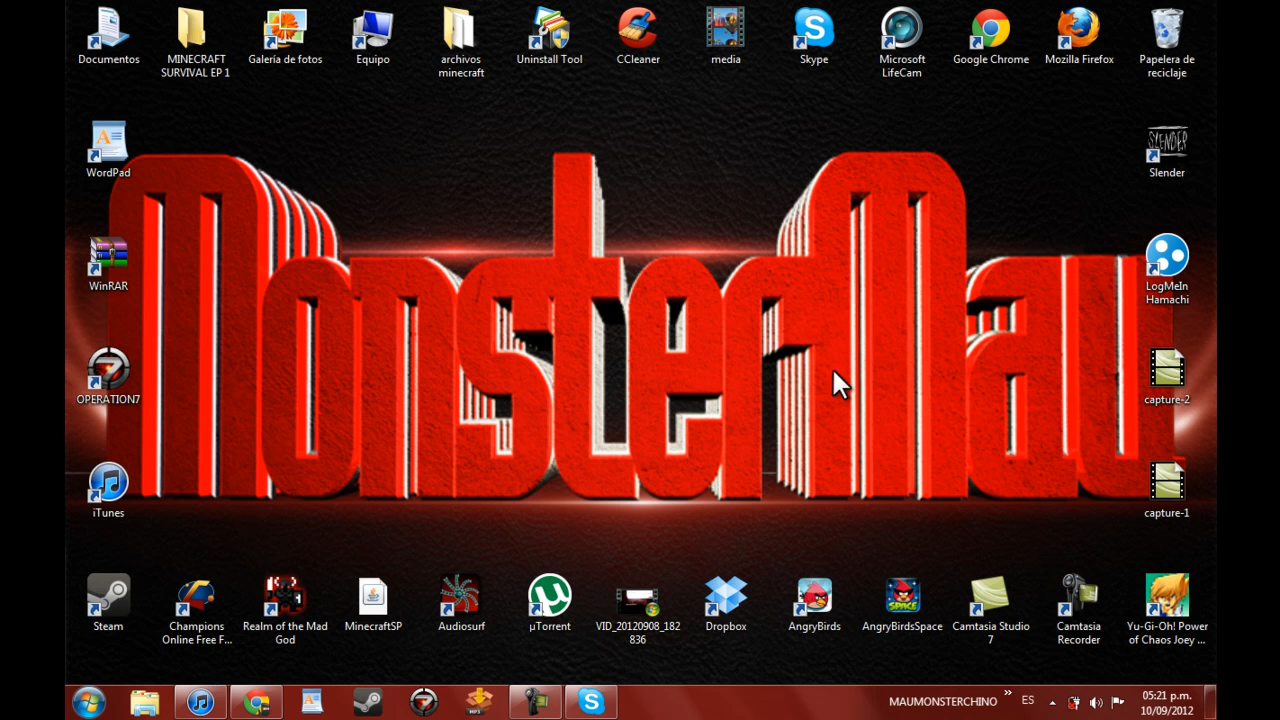 Documentos
MINECRAFT
SURVIVAL EP 1
Galería de fotos
Equipo
archivos
minecraft
Uninstall Tool
CCleaner
media
Skype
Microsoft
LifeCam
Google Chrome
Mozilla Firefox
Papelera de
reciclaje
WordPad
SLENDER
Slender
MonsterMau
WinRAR
LogMeIn
Hamachi
OPERATION7
capture-2
iTunes
capture-1
Steam
Champions
Online Free F...
Realm of the Mad
God
MinecraftSP
Audiosurf
µTorrent
VID_20120908_182
836
Dropbox
AngryBirds
SPACE
AngryBirdsSpace
Camtasia Studio
7
Camtasia
Recorder
Yu-Gi-Oh! Power
of Chaos Joey ...
MP3
MAUMONSTERCHINO
»
ES
05:21 p.m.
10/09/2012